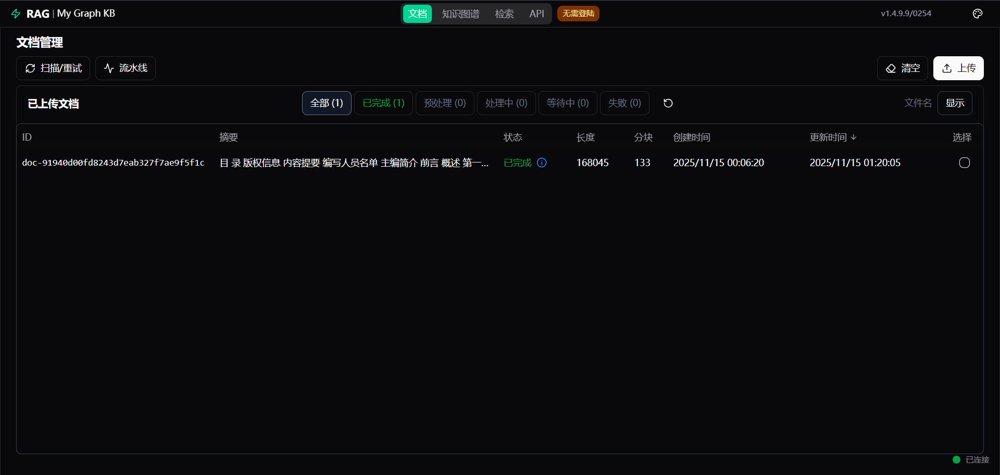 RAG | My Graph KB 文档 知识图谱 检索 API 无需登陆 v1.4.9.9/0254
文档管理
扫描/重试 流水线 清空 上传
已上传文档 全部 (1) 已完成 (1) 预处理 (0) 处理中 (0) 等待中 (0) 失败 (0) 文件名 显示
ID 摘要 状态 长度 分块 创建时间 更新时间 选择
doc-91940d00fd8243d7eab327f7ae9f5f1c 目 录 版权信息 内容提要 编写人员名单 主编简介 前言 概述 第一... 已完成 168045 133 2025/11/15 00:06:20 2025/11/15 01:20:05
已连接